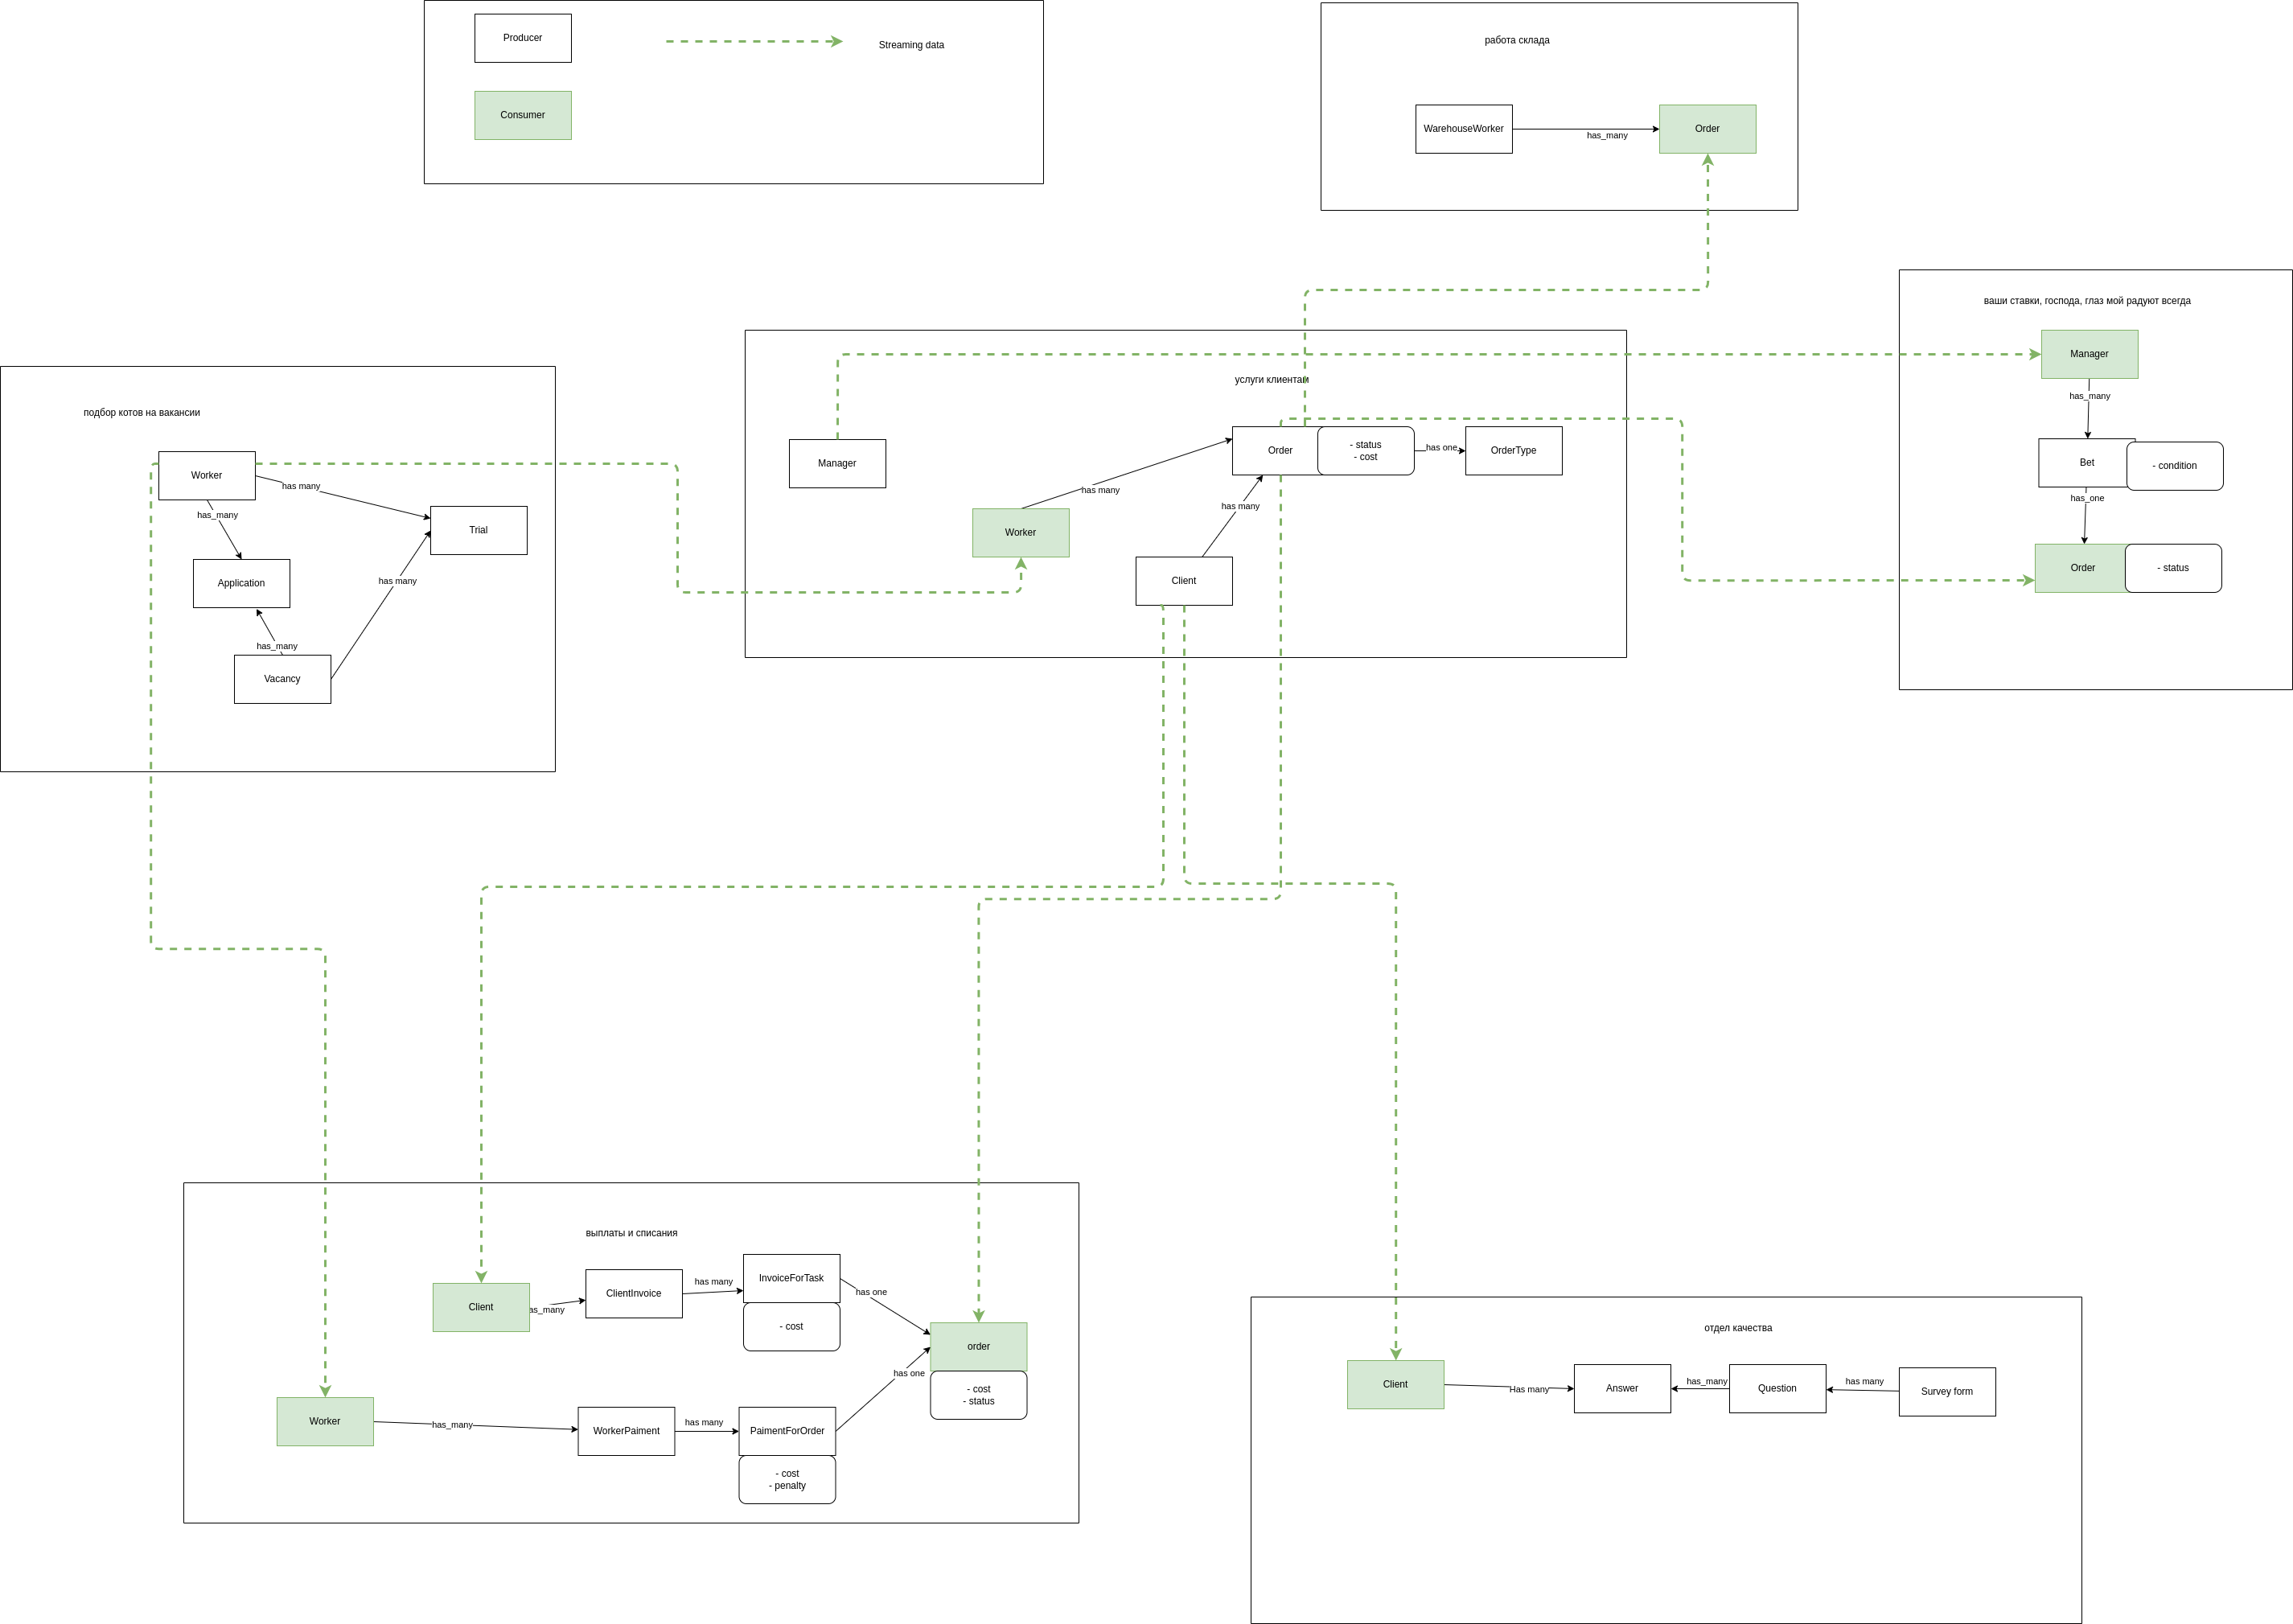 Producer
Streaming data
Consumer
работа склада
WarehouseWorker
has_many
Order
ваши ставки, господа, глаз мой радуют всегда
Manager
has_many
Bet
- condition
has_one
Order
- status
услуги клиентам
Manager
Order
- status
- cost
has one
OrderType
has many
Worker
has many
Client
подбор котов на вакансии
Worker
has many
has_many
Trial
Application
has many
has_many
Vacancy
выплаты и списания
Client
as_many
ClientInvoice
has many
InvoiceForTask
- cost
has one
order
- cost
- status
has one
Worker
has_many
WorkerPaiment
has many
PaimentForOrder
- cost
- penalty
отдел качества
Client
Has many
Answer
has_many
Question
has many
Survey form